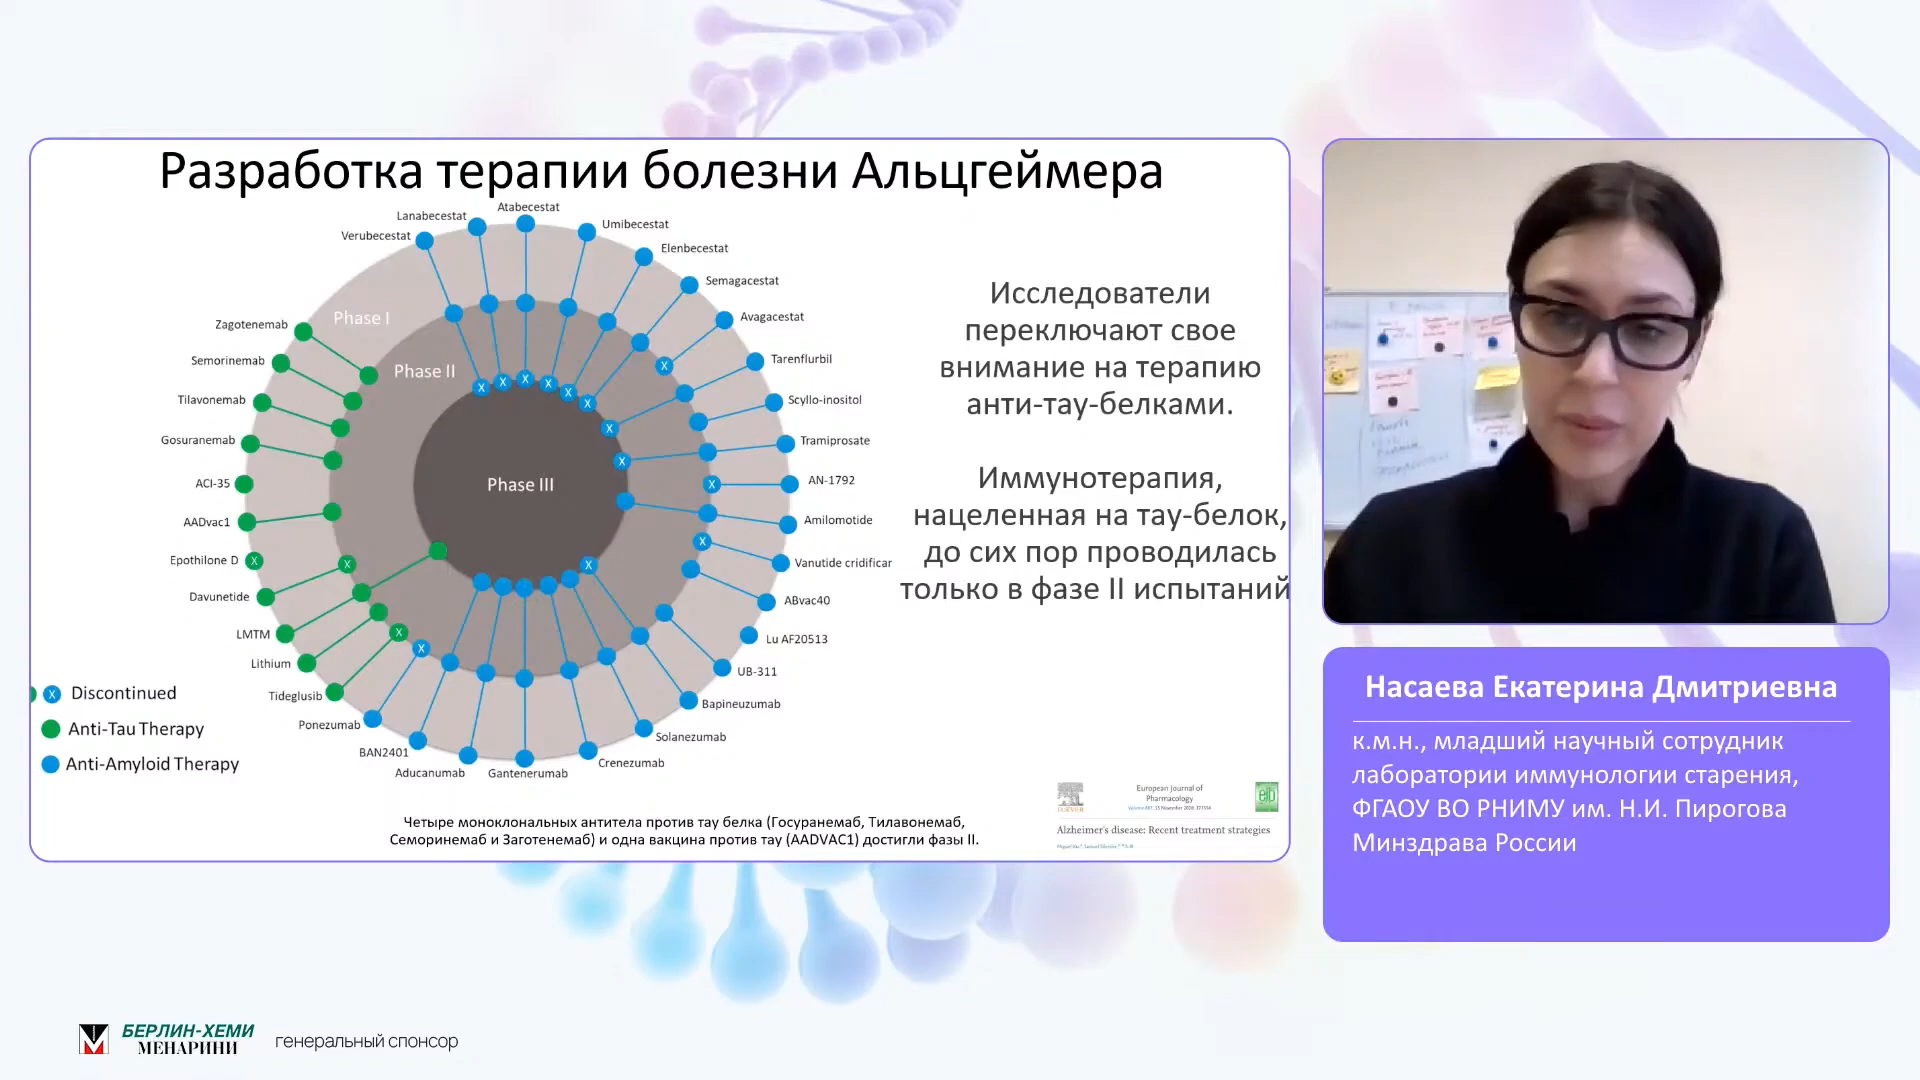 Разработка терапии болезни Альцгеймера
Atabecestat
Lanabecestat
Umibecestat
Verubecestat
Elenbecestat
Semagacestat
Avagacestat
Tarenflurbil
Scyllo-inositol
Tramiprosate
AN-1792
Amilomotide
Vanutide cridificar
ABvac40
Lu AF20513
UB-311
Bapineuzumab
Solanezumab
Crenezumab
Gantenerumab
Aducanumab
BAN2401
Ponezumab
Tideglusib
Lithium
LMTM
Davunetide
Epothilone D
AADvac1
ACI-35
Gosuranemab
Tilavonemab
Semorinemab
Zagotenemab
Phase I
Phase II
Phase III
X Discontinued
Anti-Tau Therapy
Anti-Amyloid Therapy
Исследователи
переключают свое
внимание на терапию
анти-тау-белками.
Иммунотерапия,
нацеленная на тау-белок,
до сих пор проводилась
только в фазе II испытаний
Четыре моноклональных антитела против тау белка (Госуранемаб, Тилавонемаб,
Семоринемаб и Заготенемаб) и одна вакцина против тау (AADVAC1) достигли фазы II.
ELSEVIER
European Journal of
Pharmacology
ejp
Alzheimer's disease: Recent treatment strategies
Насаева Екатерина Дмитриевна
к.м.н., младший научный сотрудник
лаборатории иммунологии старения,
ФГАОУ ВО РНИМУ им. Н.И. Пирогова
Минздрава России
БЕРЛИН-ХЕМИ
МЕНАРИНИ
генеральный спонсор